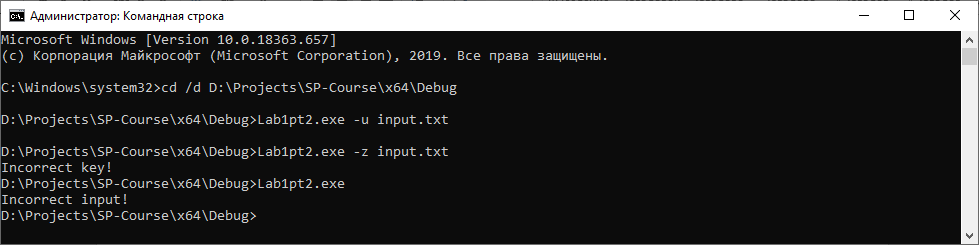 Администратор: Командная строка
Microsoft Windows [Version 10.0.18363.657]
(c) Корпорация Майкрософт (Microsoft Corporation), 2019. Все права защищены.
C:\Windows\system32>cd /d D:\Projects\SP-Course\x64\Debug
D:\Projects\SP-Course\x64\Debug>Lab1pt2.exe -u input.txt
D:\Projects\SP-Course\x64\Debug>Lab1pt2.exe -z input.txt
Incorrect key!
D:\Projects\SP-Course\x64\Debug>Lab1pt2.exe
Incorrect input!
D:\Projects\SP-Course\x64\Debug>